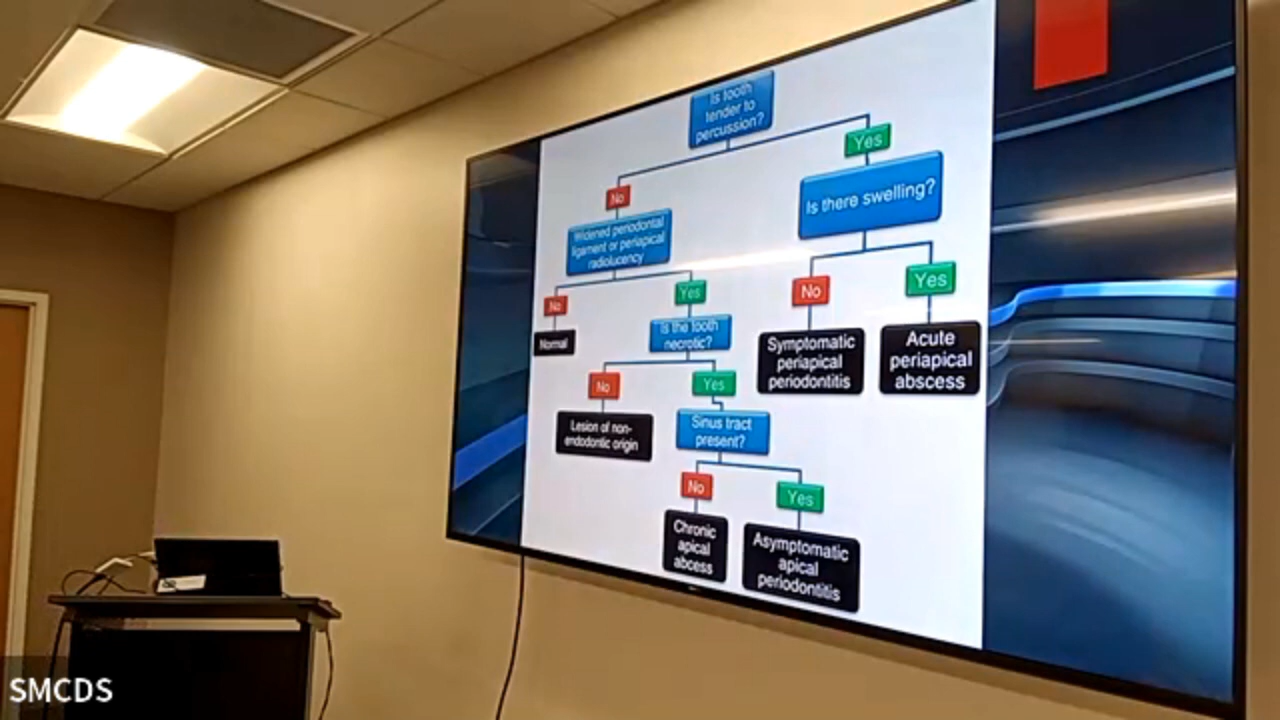 Is tooth
tender to
percussion?
Yes
No
Is there swelling?
Widened periodontal
ligament or periapical
radiolucency
No
Yes
No
Yes
Normal
Is the tooth
necrotic?
Symptomatic
periapical
periodontitis
Acute
periapical
abscess
No
Yes
Lesion of non-
endodontic origin
Sinus tract
present?
No
Yes
Chronic
apical
abcess
Asymptomatic
apical
periodontitis
SMCDS